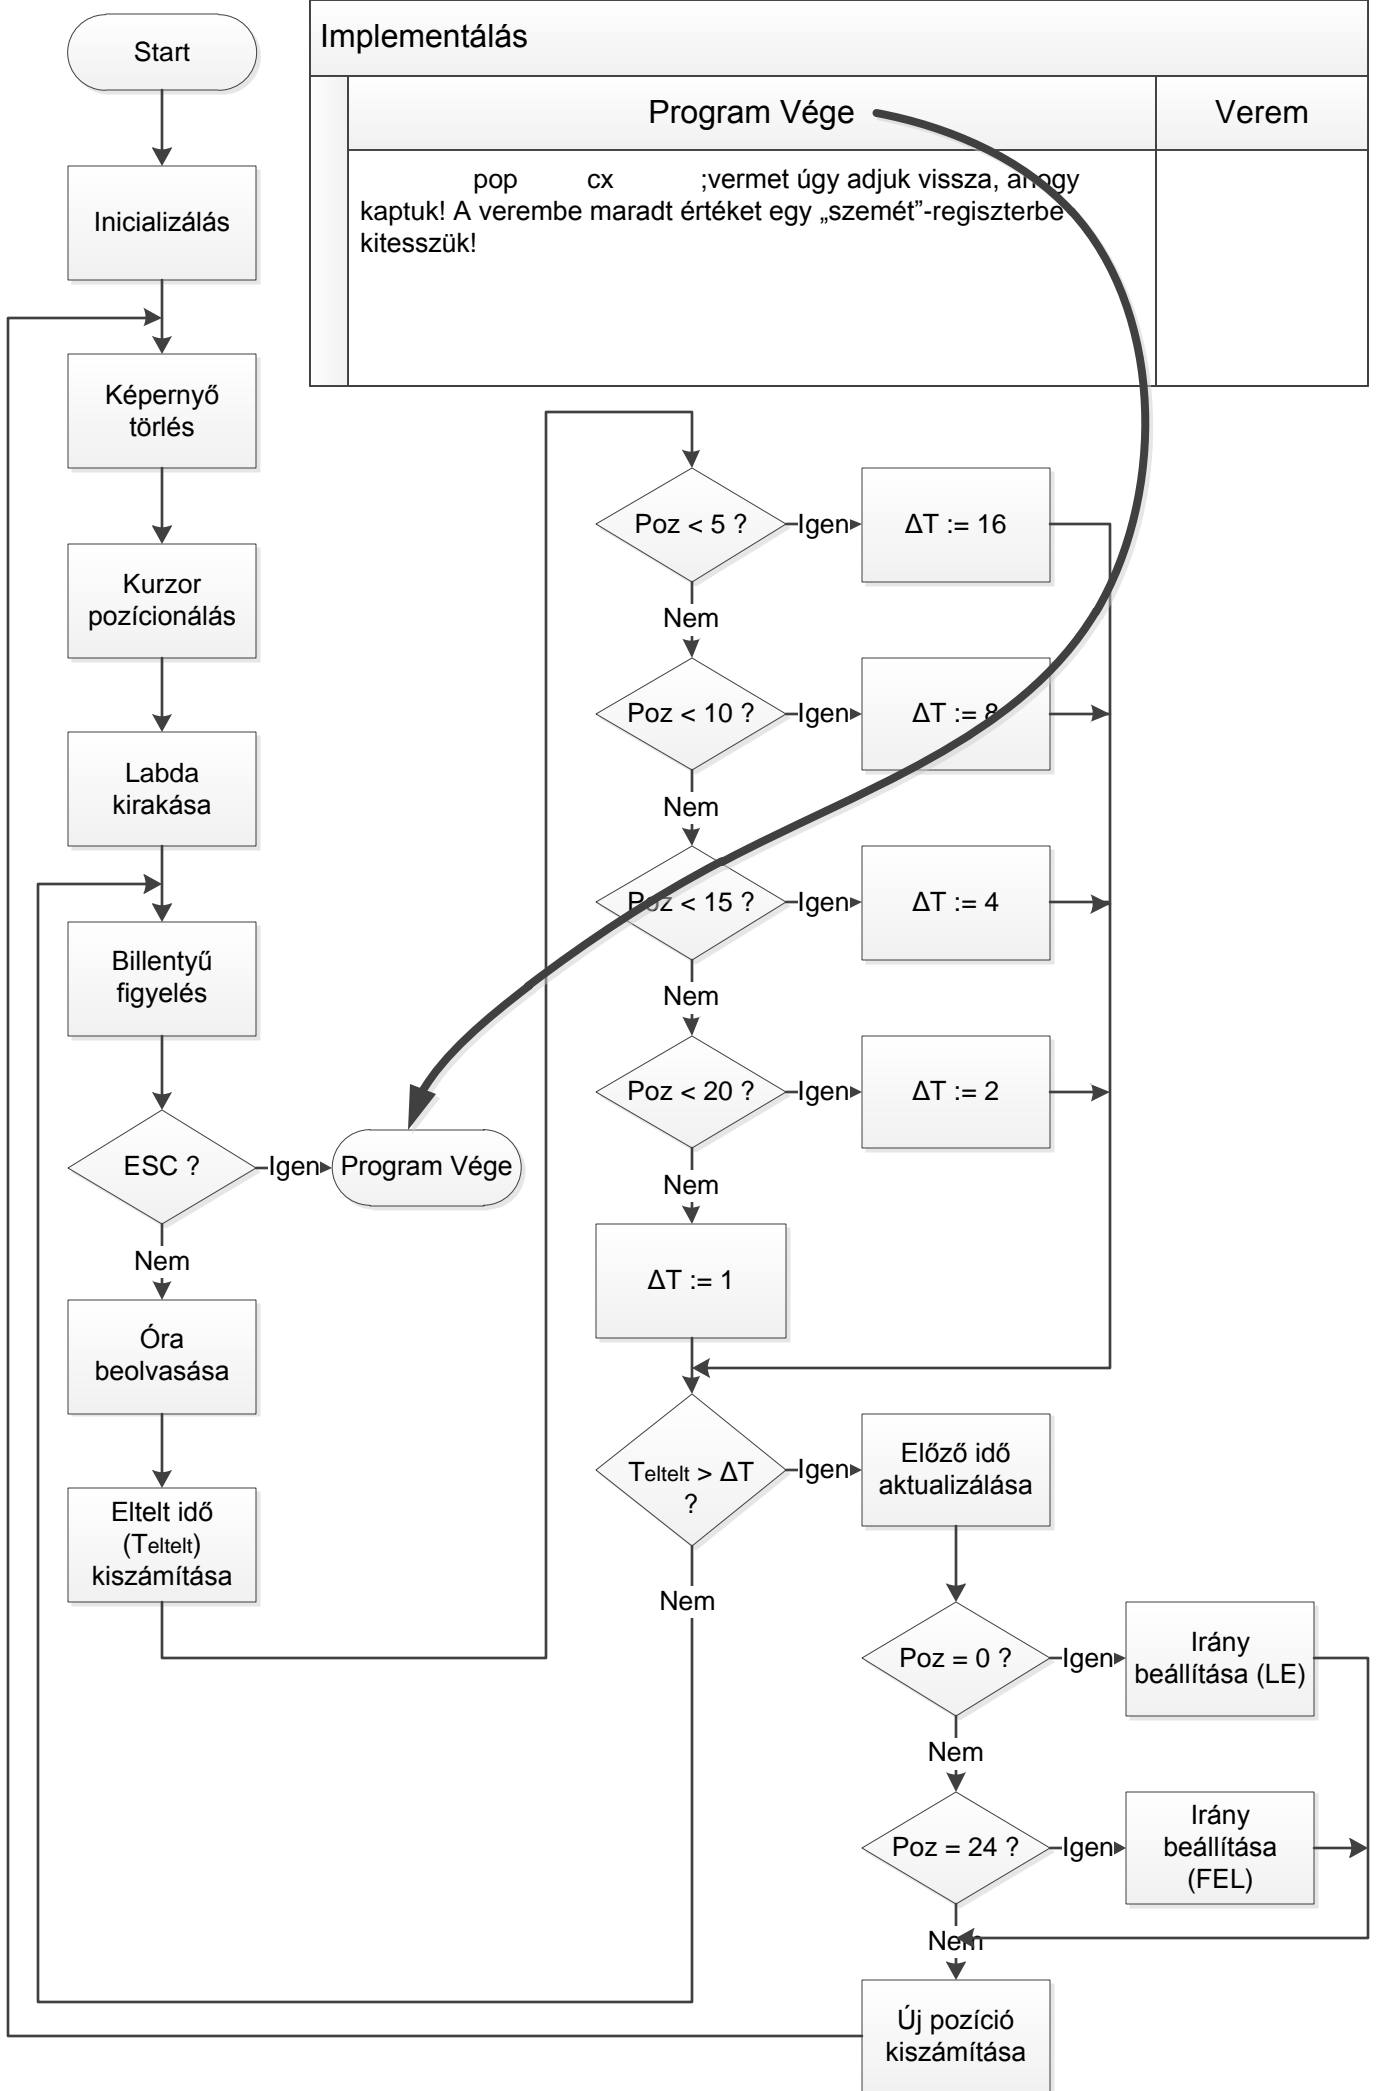 Start
Implementálás
Program Vége
Verem
pop cx ;vermet úgy adjuk vissza, ahogy
kaptuk! A verembe maradt értéket egy „szemét”-regiszterbe
kitesszük!
Inicializálás
Képernyő
törlés
Kurzor
pozícionálás
Labda
kirakása
Billentyű
figyelés
ESC ?
Igen
Program Vége
Nem
Óra
beolvasása
Eltelt idő
(Teltelt)
kiszámítása
Poz < 5 ?
Igen
ΔT := 16
Nem
Poz < 10 ?
Igen
ΔT := 8
Nem
Poz < 15 ?
Igen
ΔT := 4
Nem
Poz < 20 ?
Igen
ΔT := 2
Nem
ΔT := 1
Teltelt > ΔT
?
Igen
Előző idő
aktualizálása
Nem
Poz = 0 ?
Igen
Irány
beállítása (LE)
Nem
Poz = 24 ?
Igen
Irány
beállítása
(FEL)
Nem
Új pozíció
kiszámítása